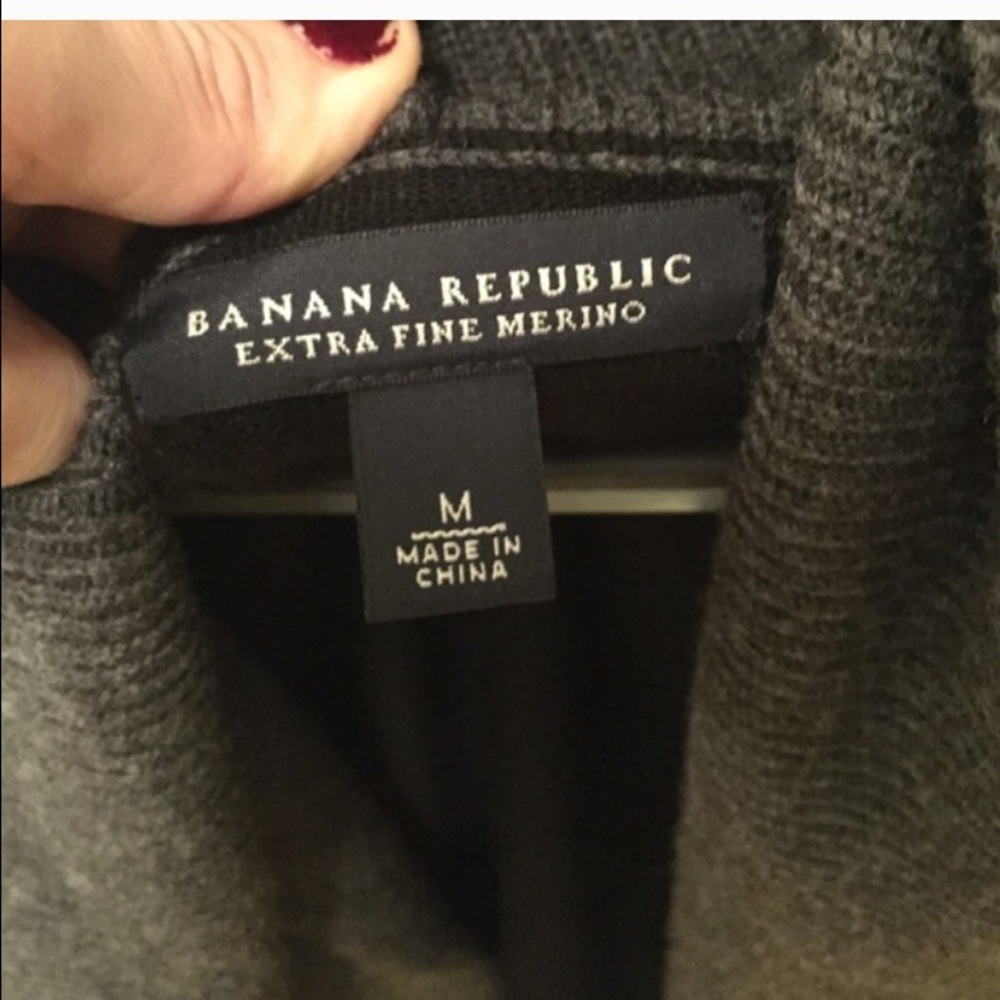 BANANA REPUBLIC
EXTRA FINE MERINO
M
MADE IN
CHINA